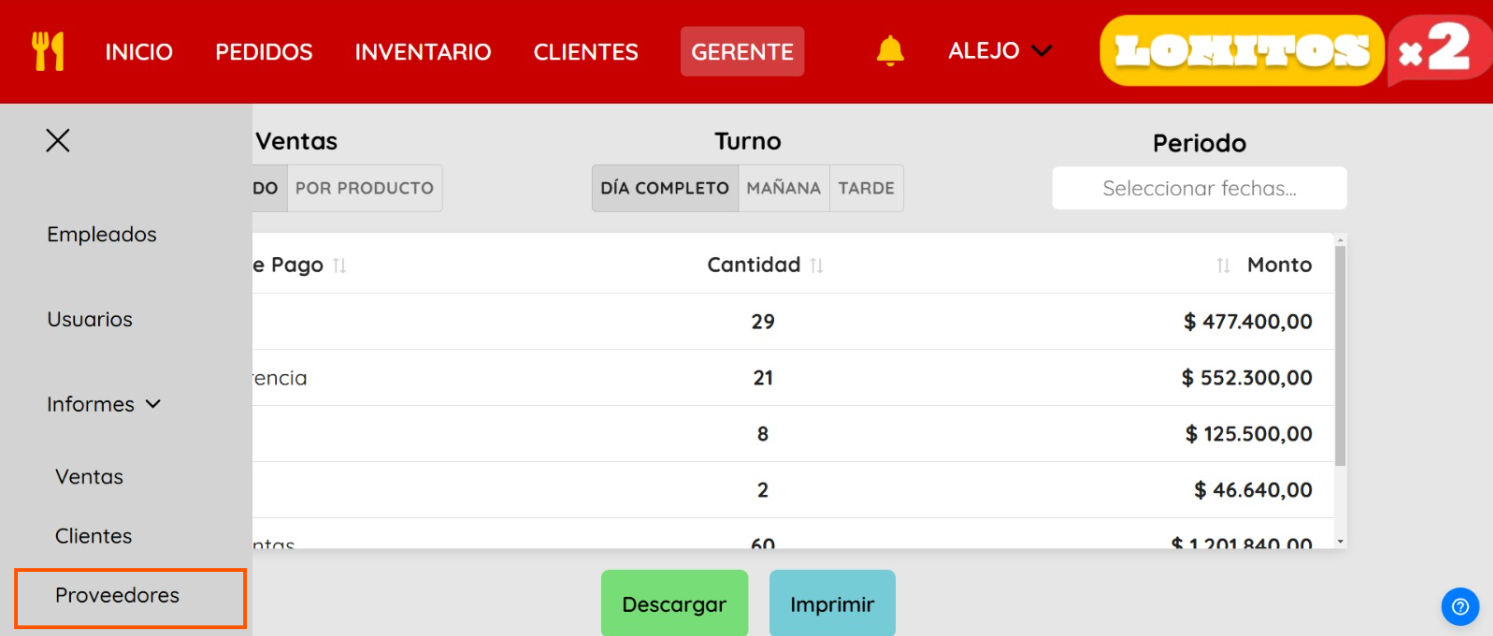 INICIO PEDIDOS INVENTARIO CLIENTES GERENTE ALEJO LOMITOS x2
Ventas Turno Periodo
DO POR PRODUCTO DÍA COMPLETO MAÑANA TARDE Seleccionar fechas...
Empleados
e Pago Cantidad Monto
Usuarios
29 $ 477.400,00
rencia 21 $ 552.300,00
Informes
8 $ 125.500,00
Ventas
2 $ 46.640,00
Clientes
ntas 60 $ 1.201.840,00
Proveedores
Descargar Imprimir